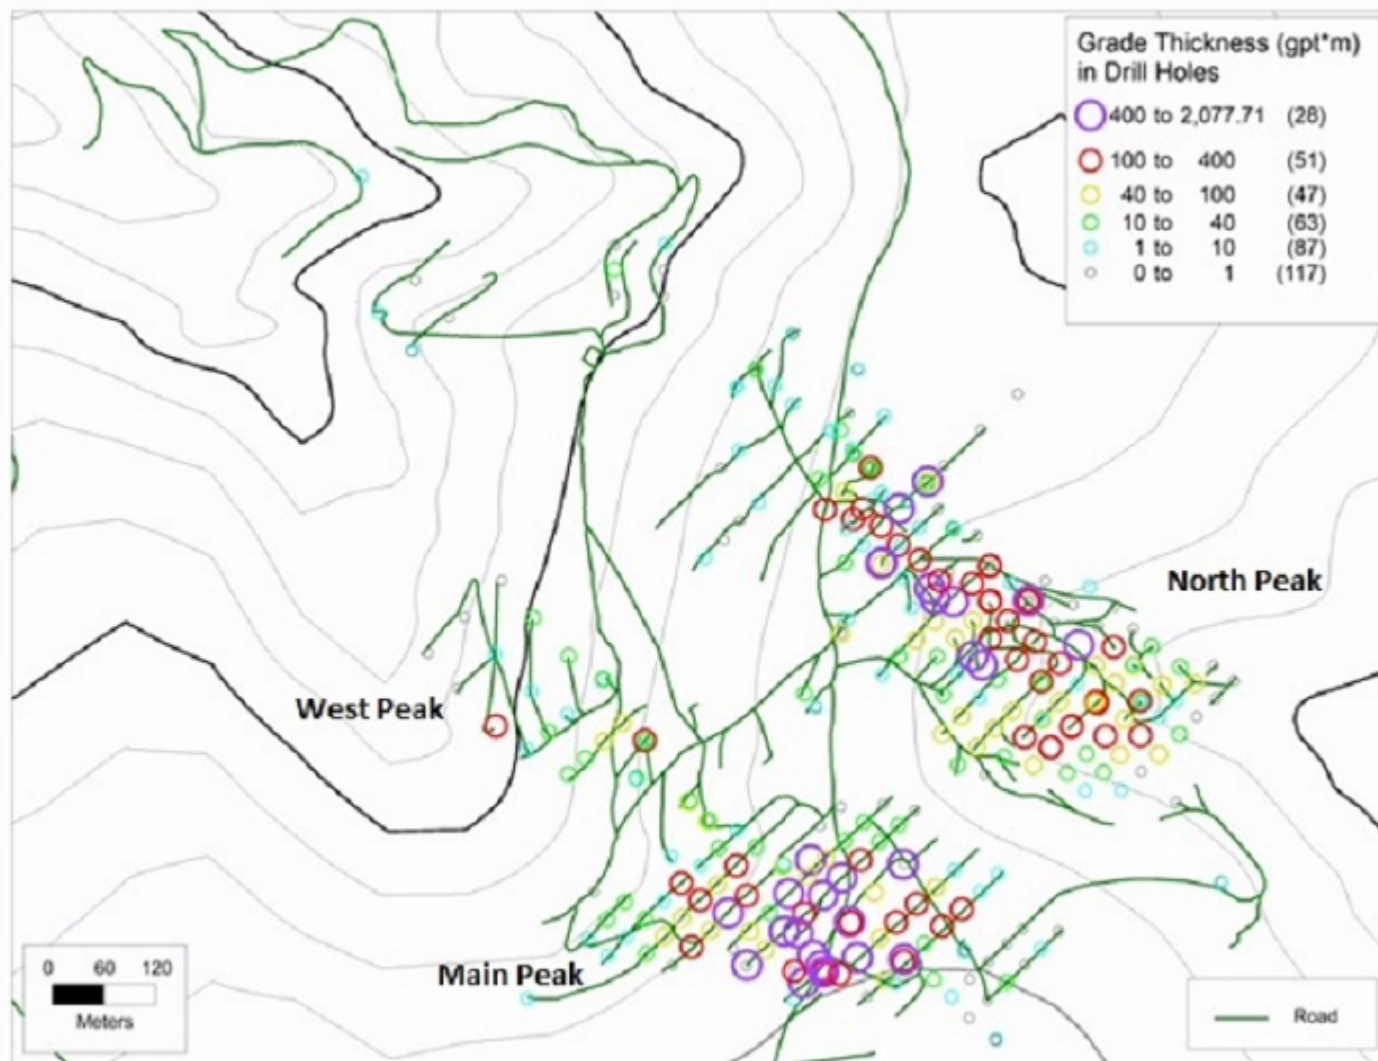 Grade Thickness (gpt*m)
in Drill Holes
400 to 2,077.71 (28)
100 to 400 (51)
40 to 100 (47)
10 to 40 (63)
1 to 10 (87)
0 to 1 (117)
North Peak
West Peak
Main Peak
0 60 120
Meters
Road